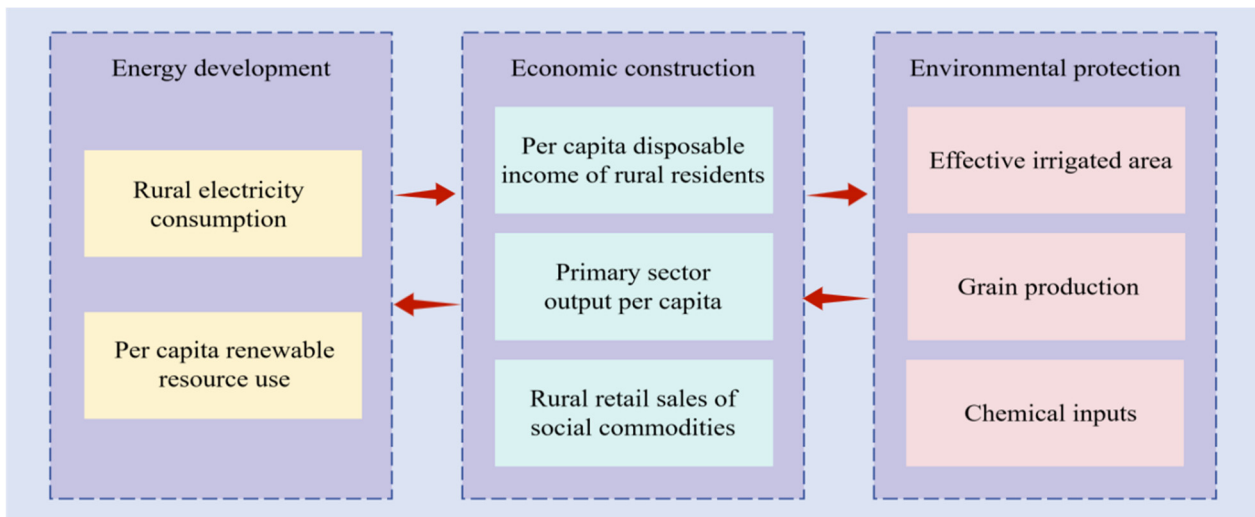 Energy development
Rural electricity
consumption
Per capita renewable
resource use
Economic construction
Per capita disposable
income of rural residents
Primary sector
output per capita
Rural retail sales of
social commodities
Environmental protection
Effective irrigated area
Grain production
Chemical inputs